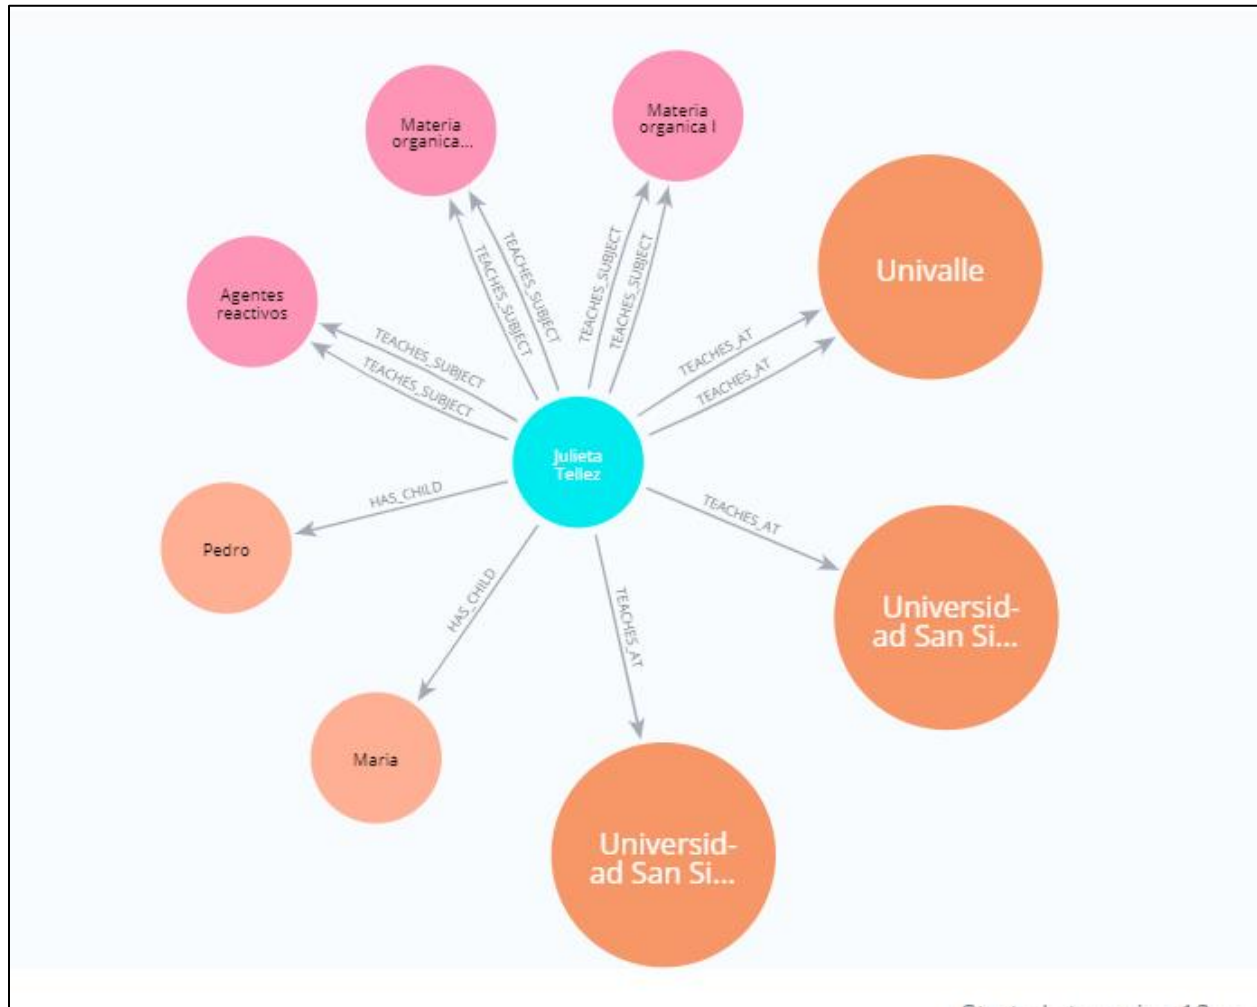 Materia
organica...
Materia
organica I
Univalle
Agentes
reactivos
TEACHES_SUBJECT
TEACHES_SUBJECT
TEACHES_SUBJECT
TEACHES_SUBJECT
TEACHES_SUBJECT
TEACHES_SUBJECT
TEACHES_AT
TEACHES_AT
Julieta
Tellez
HAS_CHILD
TEACHES_AT
Pedro
HAS_CHILD
TEACHES_AT
Universid-
ad San Si...
Maria
Universid-
ad San Si...